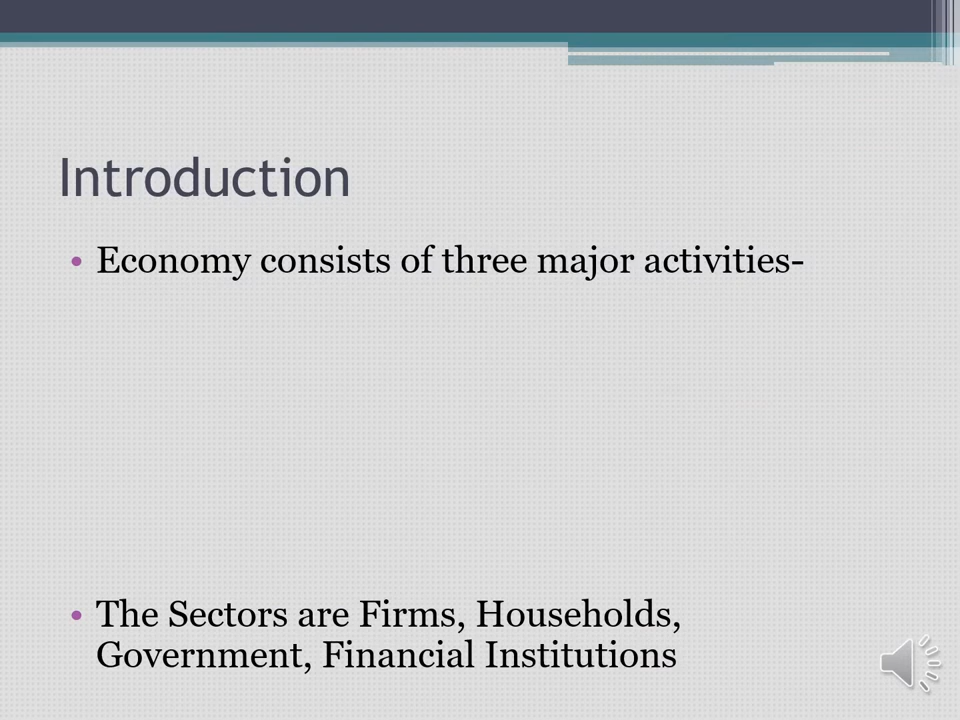 Introduction
• Economy consists of three major activities-
• The Sectors are Firms, Households,
Government, Financial Institutions